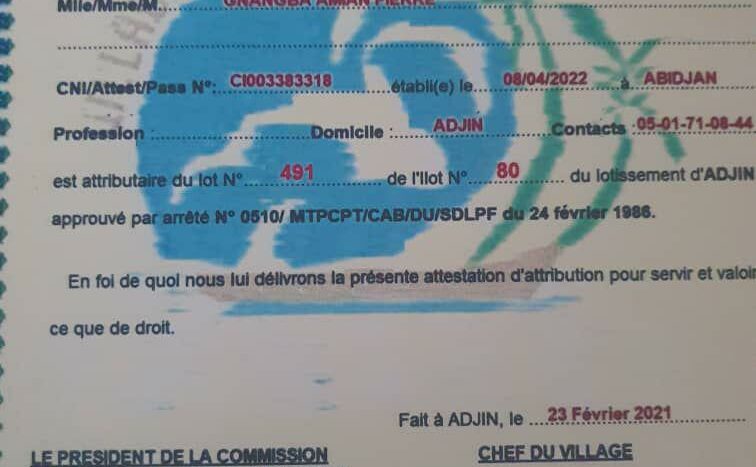 Mlle/Mme/M..... GNANGBA AMAN PIERRE
CNI/Attest/Pass N°: CI003383318 établi(e) le 08/04/2022 à ABIDJAN
Profession : Domicile : ADJIN Contacts : 05-01-71-08-44
est attributaire du lot N° 491 de l'Ilot N° 80 du lotissement d'ADJIN
approuvé par arrêté N° 0510/ MTPCPT/CAB/DU/SDLPF du 24 février 1986.
En foi de quoi nous lui délivrons la présente attestation d'attribution pour servir et valoir
ce que de droit.
Fait à ADJIN, le 23 Février 2021
LE PRESIDENT DE LA COMMISSION CHEF DU VILLAGE